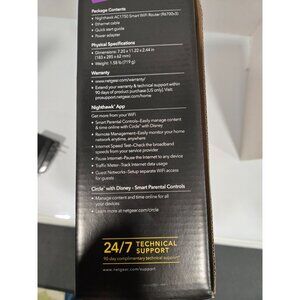 Package Contents
• Nighthawk AC1750 Smart WiFi Router (R6700v3)
• Ethernet cable
• Quick start guide
• Power adapter
Physical Specifications
• Dimensions: 7.20 x 11.22 x 2.44 in
(183 x 285 x 62 mm)
• Weight: 1.58 lb (719 g)
Warranty
• www.netgear.com/warranty/
• Extend your warranty & technical support within
90 days of product purchase [US only]. Visit
prosupport.netgear.com/home
Nighthawk App
Get more from your WiFi
• Smart Parental Controls–Easily manage content
& time online with Circle with Disney
• Remote Management–Easily monitor your home
network anytime, anywhere
• Internet Speed Test–Check the broadband
speeds from your service provider
• Pause Internet–Pause the Internet to any device
• Traffic Meter–Track Internet data usage
• Guest Networks–Setup separate WiFi access
for guests
Circle with Disney - Smart Parental Controls
• Manage content and time online for all
your devices
• Learn more at netgear.com/circle
24/7 TECHNICAL
SUPPORT
90-day complimentary technical support*
www.netgear.com/support